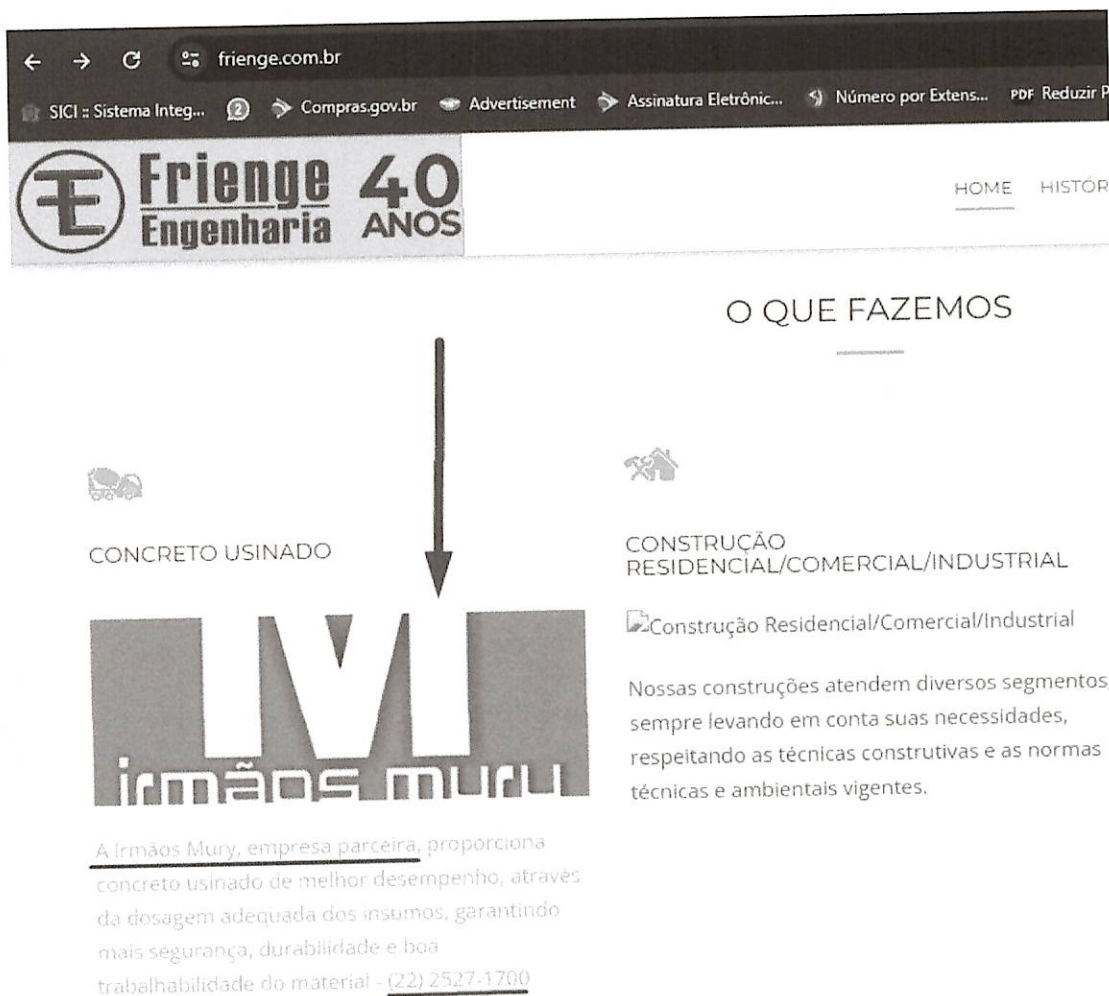 frienge.com.br
SICI :: Sistema Integ... 2 Compras.gov.br Advertisement Assinatura Eletrônic... Número por Extens... PDF Reduzir P
Frienge
Engenharia
40
ANOS
HOME HISTÓR
O QUE FAZEMOS
CONCRETO USINADO
M
irmãos mury
A Irmãos Mury, empresa parceira, proporciona
concreto usinado de melhor desempenho, através
da dosagem adequada dos insumos, garantindo
mais segurança, durabilidade e boa
trabalhabilidade do material - (22) 2527-1700
CONSTRUÇÃO
RESIDENCIAL/COMERCIAL/INDUSTRIAL
Construção Residencial/Comercial/Industrial
Nossas construções atendem diversos segmentos,
sempre levando em conta suas necessidades,
respeitando as técnicas construtivas e as normas
técnicas e ambientais vigentes.